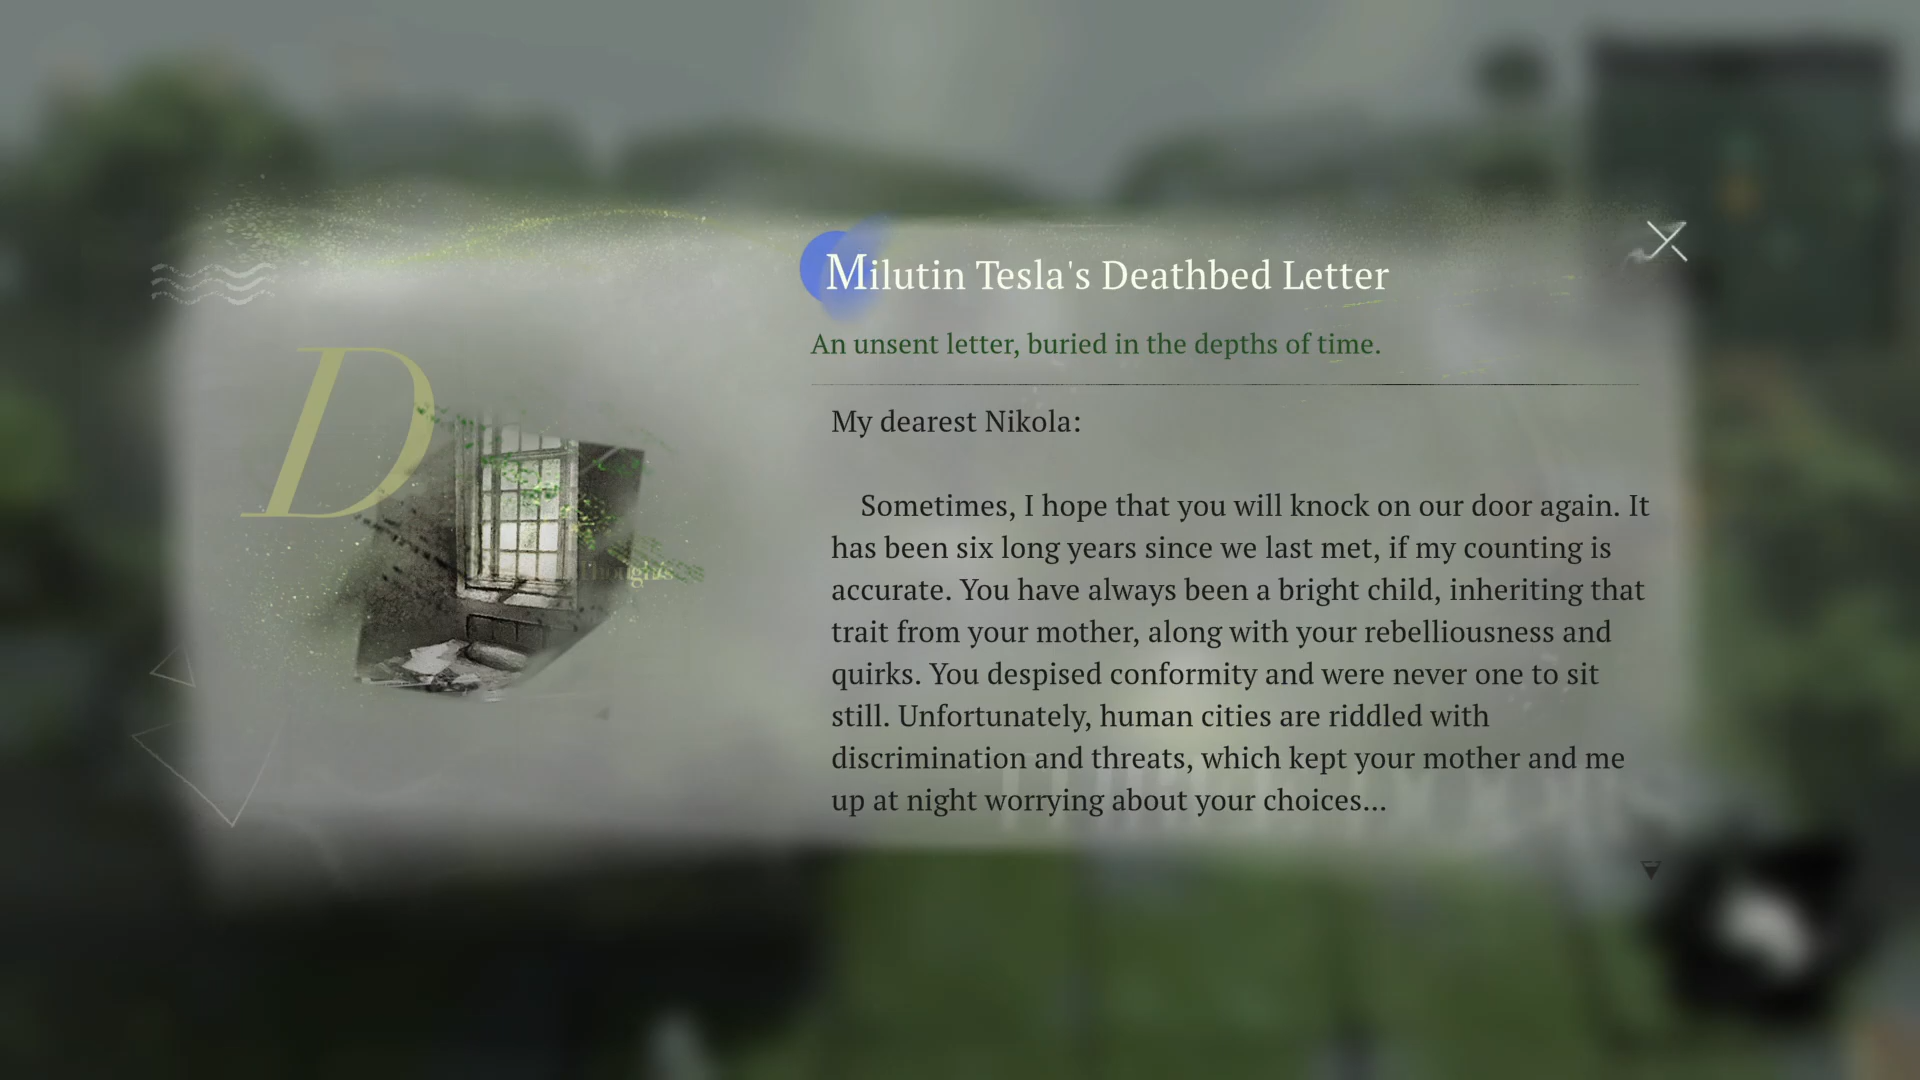 Milutin Tesla's Deathbed Letter
An unsent letter, buried in the depths of time.
D
My dearest Nikola:
Sometimes, I hope that you will knock on our door again. It
has been six long years since we last met, if my counting is
accurate. You have always been a bright child, inheriting that
trait from your mother, along with your rebelliousness and
quirks. You despised conformity and were never one to sit
still. Unfortunately, human cities are riddled with
discrimination and threats, which kept your mother and me
up at night worrying about your choices...